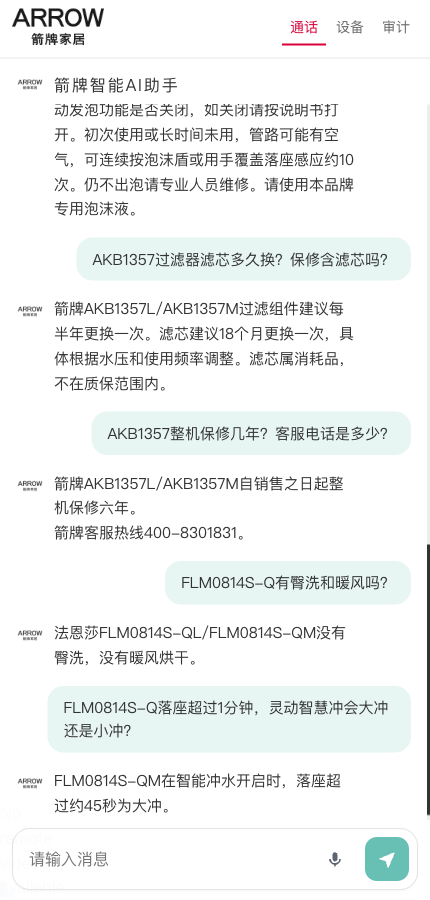 ARROW
箭牌家居
通话
设备
审计
ARROW
箭牌家居
箭牌智能AI助手
动发泡功能是否关闭，如关闭请按说明书打
开。初次使用或长时间未用，管路可能有空
气，可连续按泡沫盾或用手覆盖落座感应约10
次。仍不出泡请专业人员维修。请使用本品牌
专用泡沫液。
AKB1357过滤器滤芯多久换？保修含滤芯吗？
ARROW
箭牌家居
箭牌AKB1357L/AKB1357M过滤组件建议每
半年更换一次。滤芯建议18个月更换一次，具
体根据水压和使用频率调整。滤芯属消耗品，
不在质保范围内。
AKB1357整机保修几年？客服电话是多少？
ARROW
箭牌家居
箭牌AKB1357L/AKB1357M自销售之日起整
机保修六年。
箭牌客服热线400-8301831。
FLM0814S-Q有臀洗和暖风吗？
ARROW
箭牌家居
法恩莎FLM0814S-QL/FLM0814S-QM没有
臀洗，没有暖风烘干。
FLM0814S-Q落座超过1分钟，灵动智慧冲会大冲
还是小冲？
ARROW
箭牌家居
FLM0814S-QM在智能冲水开启时，落座超
过约45秒为大冲。
请输入消息